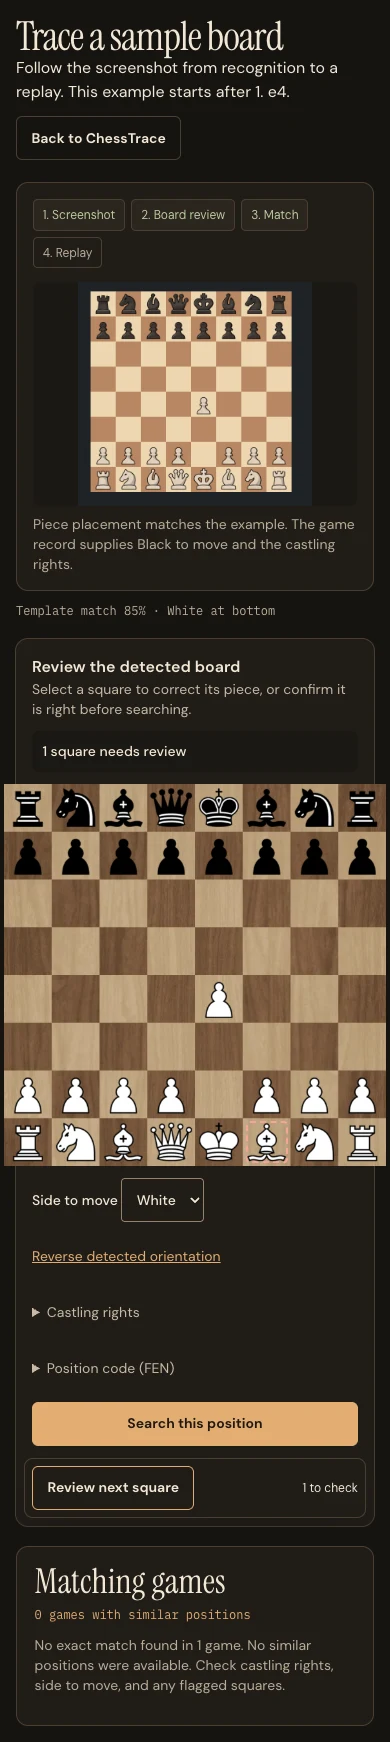 Trace a sample board
Follow the screenshot from recognition to a
replay. This example starts after 1. e4.
Back to ChessTrace
1. Screenshot
2. Board review
3. Match
4. Replay
Piece placement matches the example. The game
record supplies Black to move and the castling
rights.
Template match 85% · White at bottom
Review the detected board
Select a square to correct its piece, or confirm it
is right before searching.
1 square needs review
Side to move White
Reverse detected orientation
Castling rights
Position code (FEN)
Search this position
Review next square
1 to check
Matching games
0 games with similar positions
No exact match found in 1 game. No similar
positions were available. Check castling rights,
side to move, and any flagged squares.